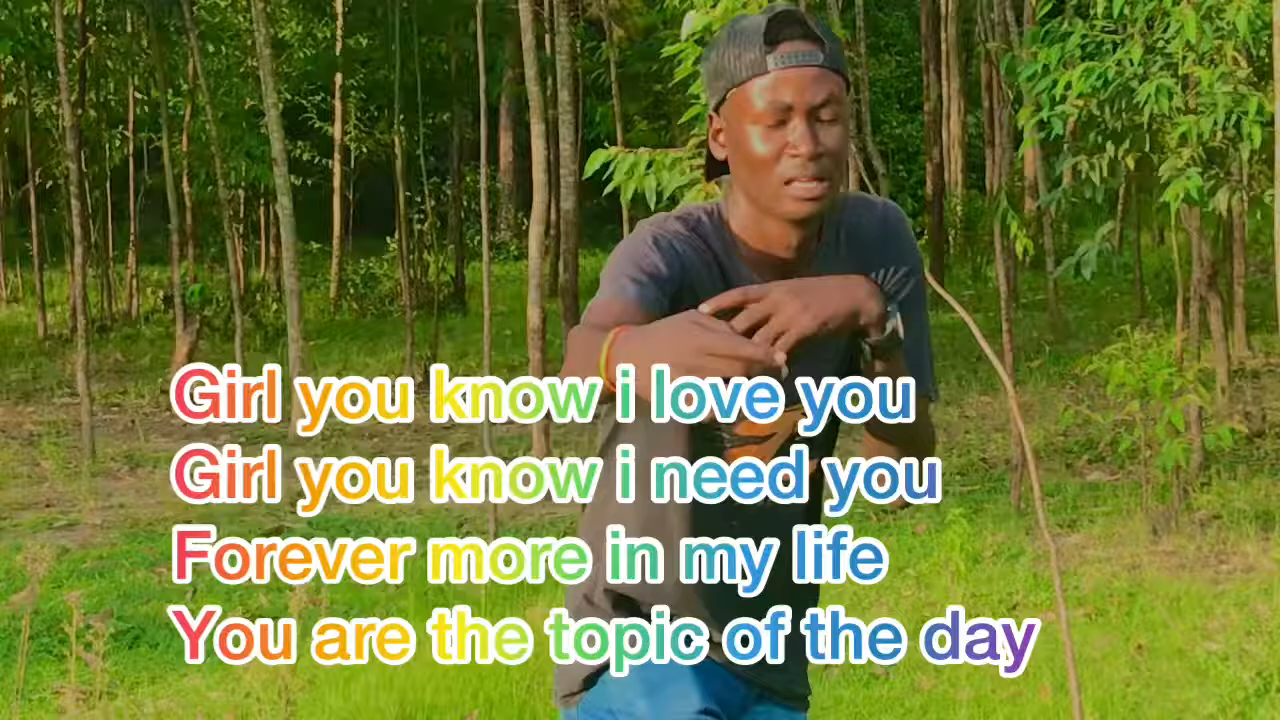 Girl you know i love you
Girl you know i need you
Forever more in my life
You are the topic of the day